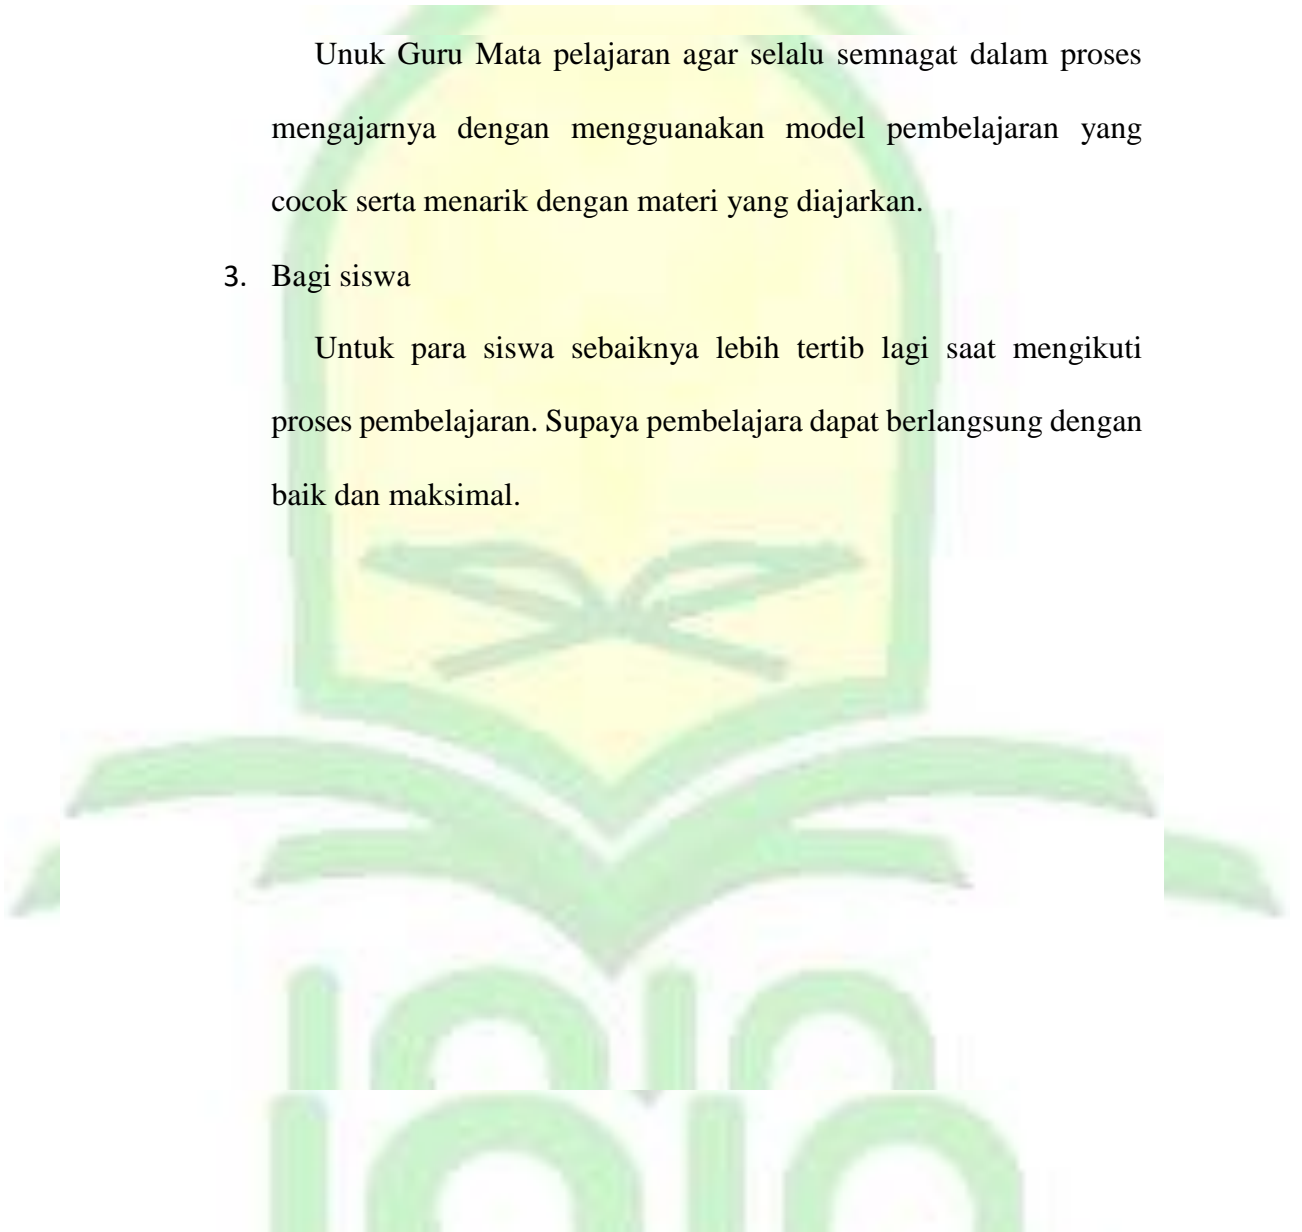 Unuk Guru Mata pelajaran agar selalu semnagat dalam proses
mengajarnya dengan mengguanakan model pembelajaran yang
cocok serta menarik dengan materi yang diajarkan.
3. Bagi siswa
Untuk para siswa sebaiknya lebih tertib lagi saat mengikuti
proses pembelajaran. Supaya pembelajara dapat berlangsung dengan
baik dan maksimal.